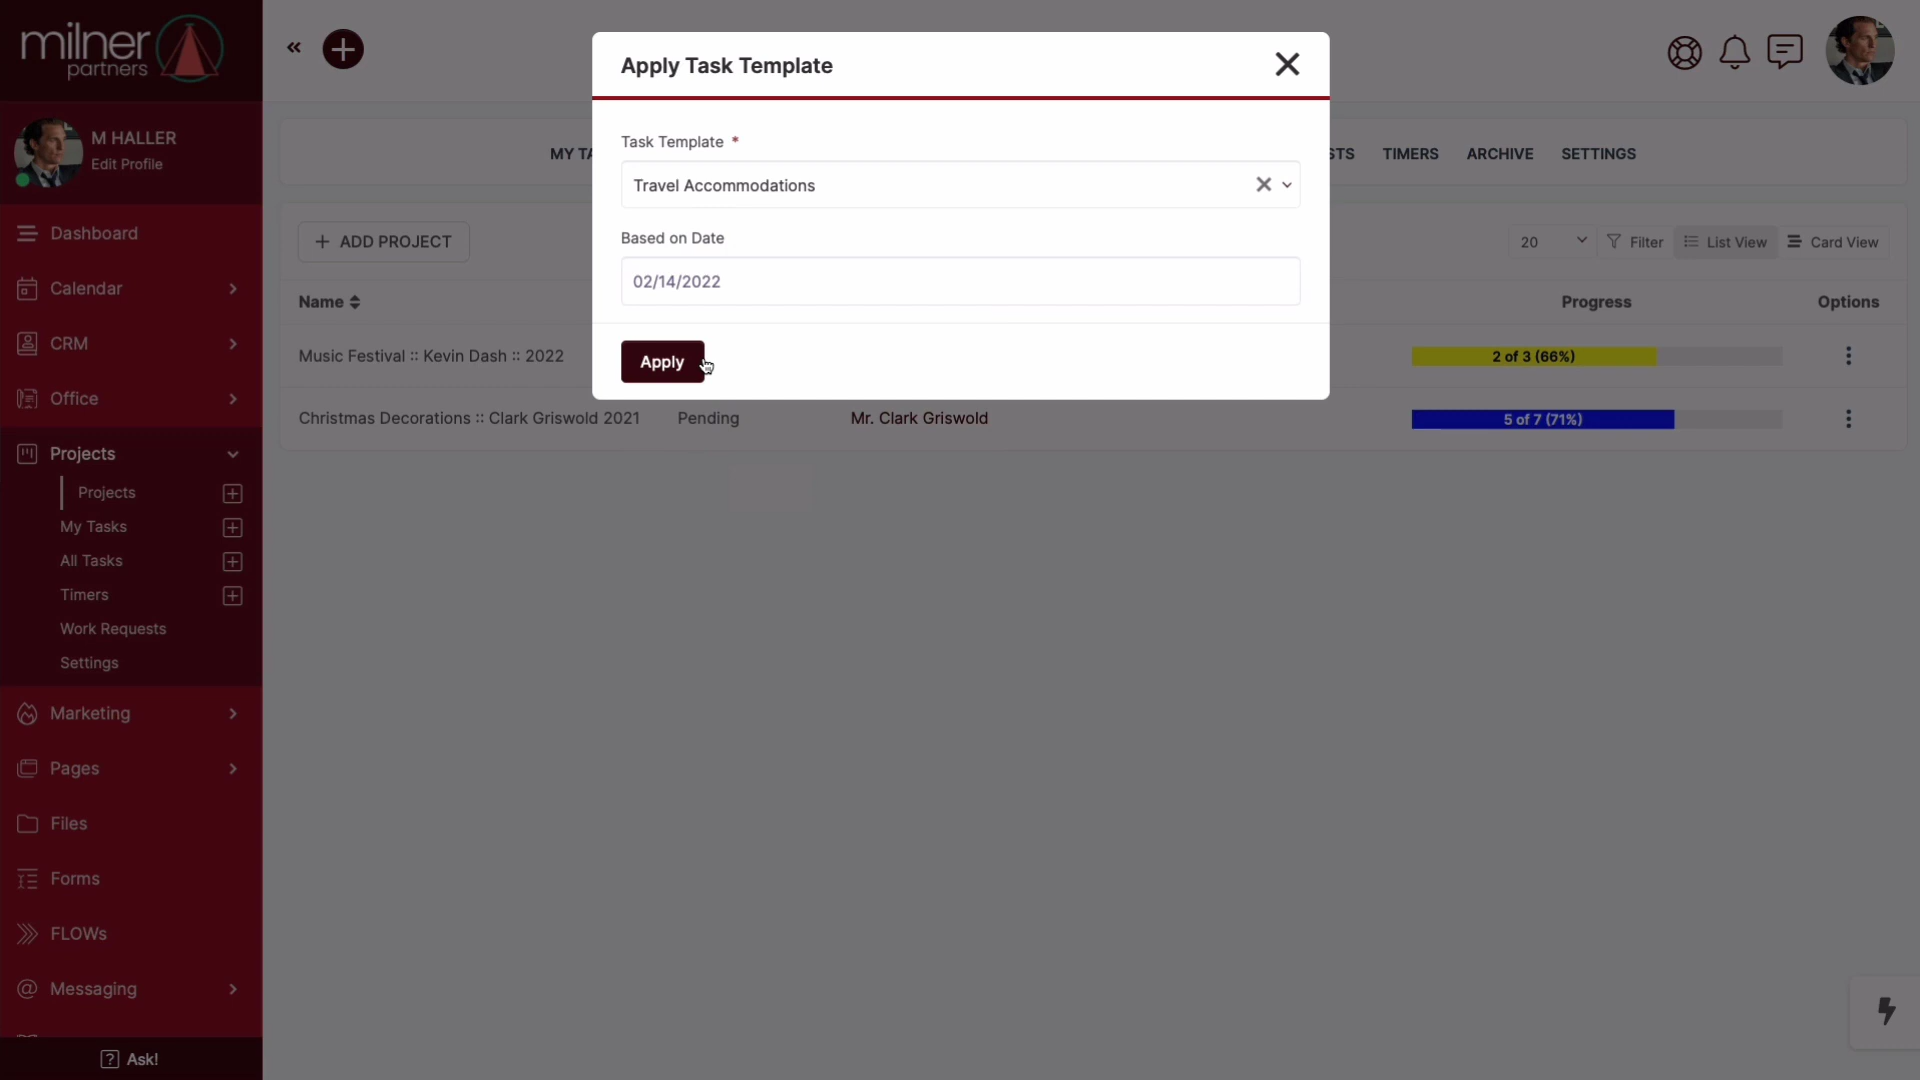 milner
partners
M HALLER
Edit Profile
Dashboard
Calendar
CRM
Office
Projects
Projects
My Tasks
All Tasks
Timers
Work Requests
Settings
Marketing
Pages
Files
Forms
FLOWs
Messaging
? Ask!
Apply Task Template
Task Template *
Travel Accommodations
Based on Date
02/14/2022
Apply
MY TA
STS TIMERS ARCHIVE SETTINGS
+ ADD PROJECT
20 Filter List View Card View
Name Progress Options
Music Festival :: Kevin Dash :: 2022 2 of 3 (66%)
Christmas Decorations :: Clark Griswold 2021 Pending Mr. Clark Griswold 5 of 7 (71%)